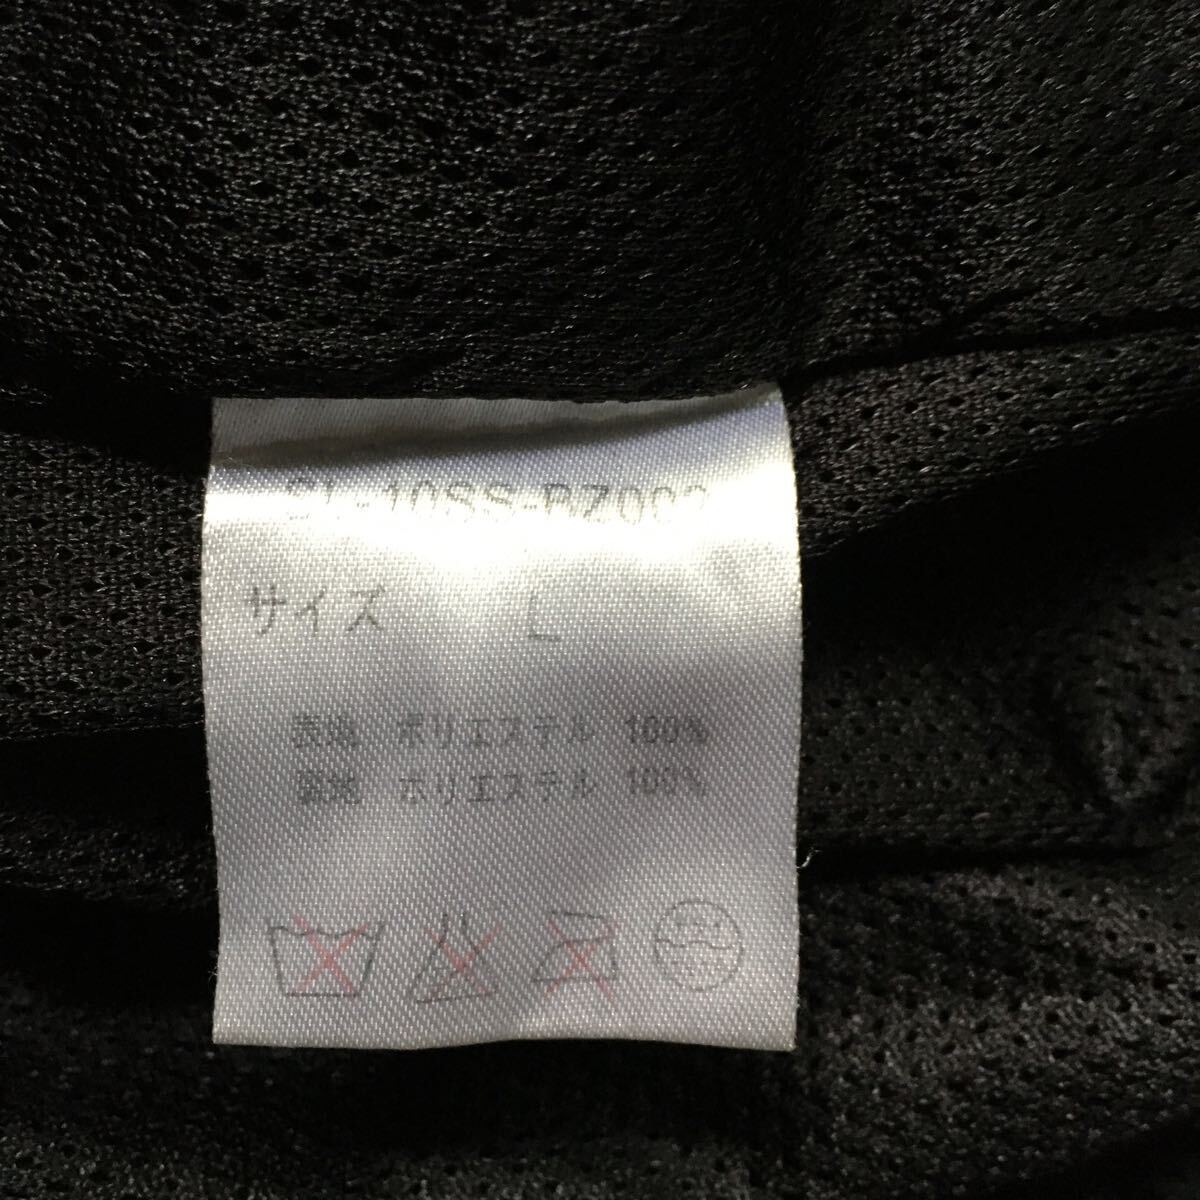 サイズ L
表地 ポリエステル 100%
裏地 ポリエステル 100%